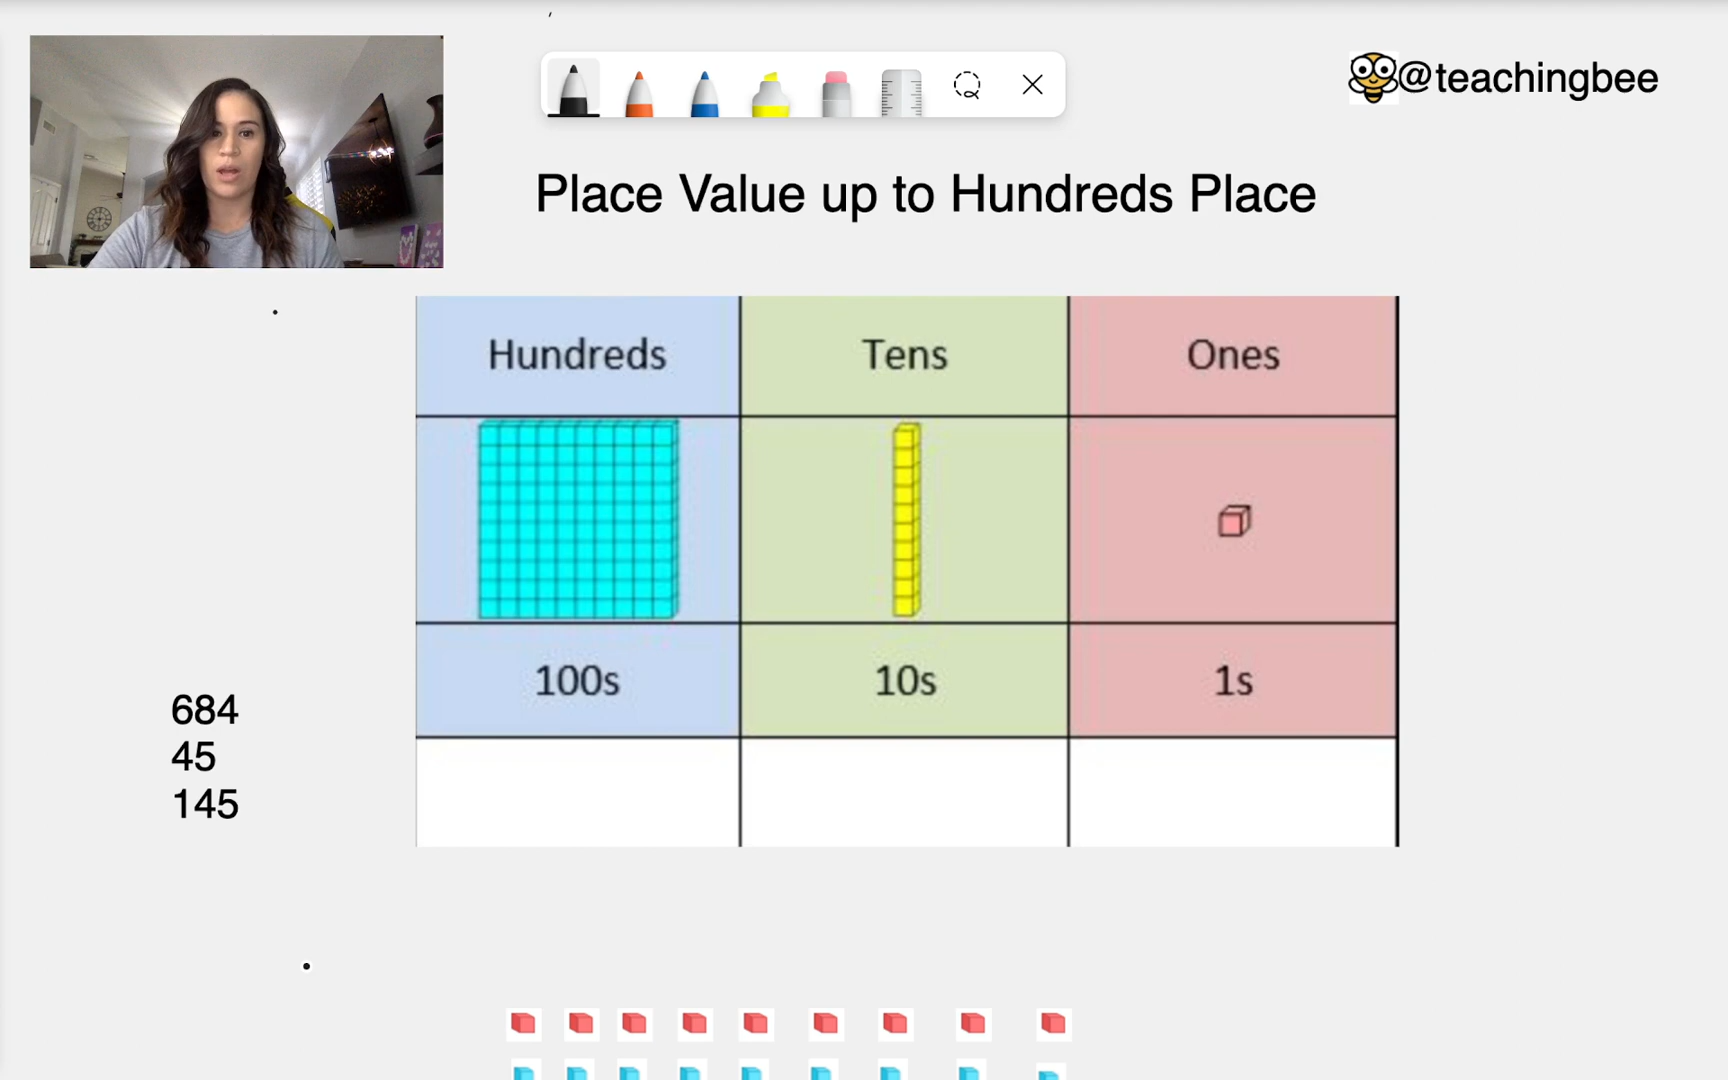 @teachingbee
Place Value up to Hundreds Place
Hundreds Tens Ones
100s 10s 1s
684
45
145